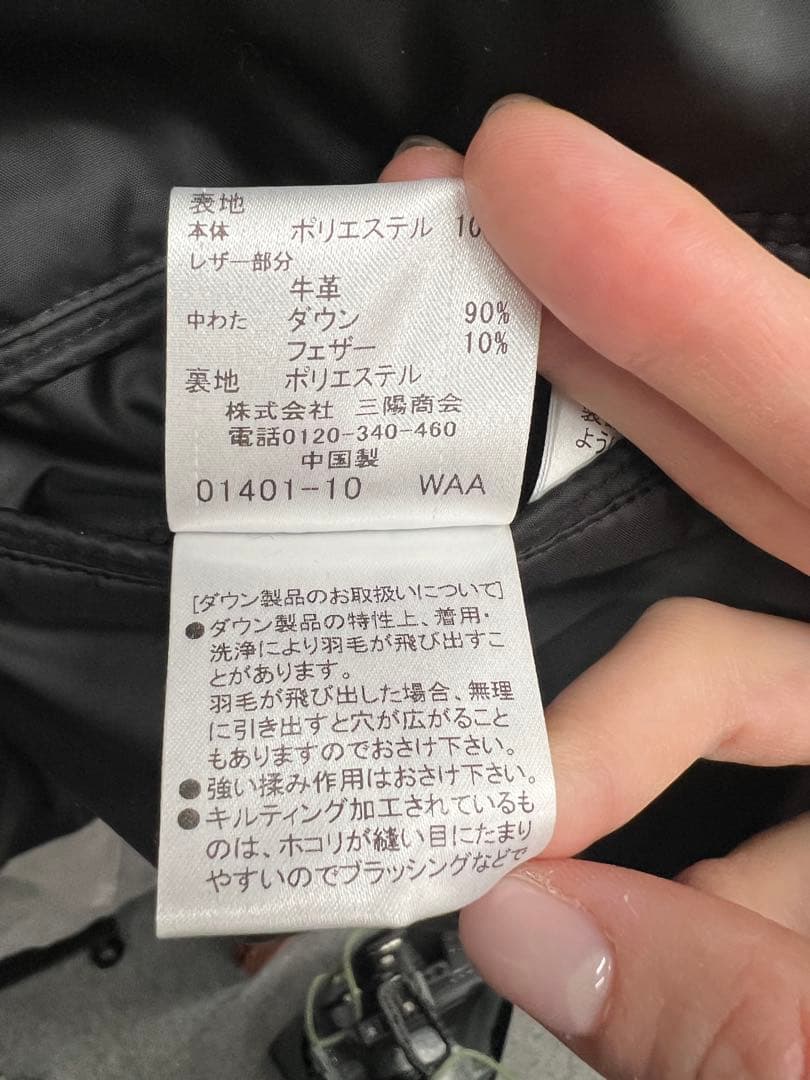 表地
本体 ポリエステル 10
レザー部分
牛革
中わた ダウン 90%
フェザー 10%
裏地 ポリエステル
株式会社 三陽商会
電話0120-340-460
中国製
01401-10 WAA
[ダウン製品のお取扱いについて]
●ダウン製品の特性上、着用・
洗浄により羽毛が飛び出すこ
とがあります。
羽毛が飛び出した場合、無理
に引き出すと穴が広がること
もありますのでおさけ下さい。
●強い揉み作用はおさけ下さい。
●キルティング加工されているも
のは、ホコリが縫い目にたまり
やすいのでブラッシングなどで